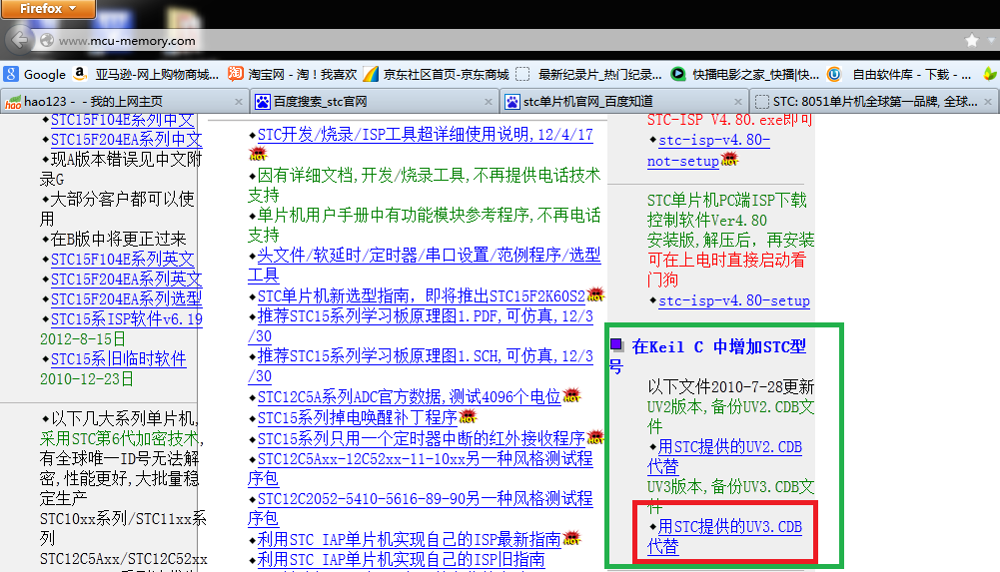 Firefox
www.mcu-memory.com
Google
亚马逊-网上购物商城...
淘宝网 - 淘！我喜欢
京东社区首页-京东商城
最新纪录片_热门纪录...
快播电影之家_快播|快...
自由软件库 - 下载 - ...
hao123 - - 我的上网主页
百度搜索_stc官网
stc单片机官网_百度知道
STC: 8051单片机全球第一品牌, 全球...
STC15F104EA系列中文
STC15F204EA系列中文
现A版本错误见中文附
录G
大部分客户都可以使
用
在B版中将更正过来
STC15F104E系列英文
STC15F204EA系列英文
STC15F204EA系列选型
STC15系ISP软件v6.19
2012-8-15日
STC15系旧临时软件
2010-12-23日
以下几大系列单片机,
采用STC第6代加密技术,
有全球唯一ID号无法解
密,性能更好,大批量稳
定生产
STC10xx系列/STC11xx系
列
STC12C5Axx/STC12C52xx
STC开发/烧录/ISP工具超详细使用说明,12/4/17
HOT
因有详细文档,开发/烧录工具,不再提供电话技术
支持
单片机用户手册中有功能模块参考程序,不再电话
支持
头文件/软延时/定时器/串口设置/范例程序/选型
工具
STC单片机新选型指南，即将推出STC15F2K60S2 HOT
推荐STC15系列学习板原理图1.PDF,可仿真,12/3
/30
推荐STC15系列学习板原理图1.SCH,可仿真,12/3
/30
STC12C5A系列ADC官方数据,测试4096个电位 HOT
STC15系列掉电唤醒补丁程序 HOT
STC15系列只用一个定时器中断的红外接收程序 HOT
STC12C5Axx-12C52xx-11-10xx另一种风格测试程
序包
STC12C2052-5410-5616-89-90另一种风格测试程
序包
利用STC IAP单片机实现自己的ISP最新指南 HOT
利用STC IAP单片机实现自己的ISP旧指南
STC-ISP V4.80.exe即可
stc-isp-v4.80-
not-setup HOT
STC单片机PC端ISP下载
控制软件Ver4.80
安装版,解压后，再安装
可在上电时直接启动看
门狗
stc-isp-v4.80-setup
在Keil C 中增加STC型
号
以下文件2010-7-28更新
UV2版本,备份UV2.CDB文
件
用STC提供的UV2.CDB
代替
UV3版本,备份UV3.CDB文
件
用STC提供的UV3.CDB
代替